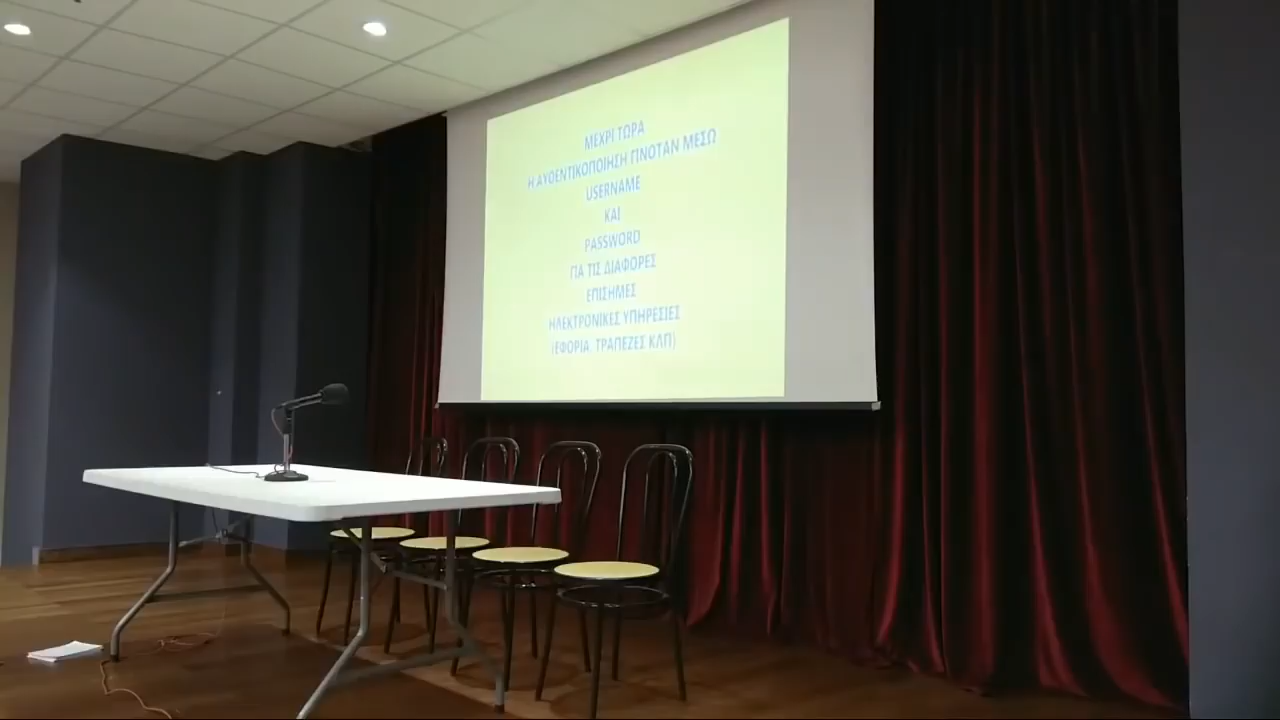 ΜΕΧΡΙ ΤΩΡΑ
Η ΑΥΘΕΝΤΙΚΟΠΟΙΗΣΗ ΓΙΝΟΤΑΝ ΜΕΣΩ
USERNAME
ΚΑΙ
PASSWORD
ΓΙΑ ΤΙΣ ΔΙΑΦΟΡΕΣ
ΕΠΙΣΗΜΕΣ
ΗΛΕΚΤΡΟΝΙΚΕΣ ΥΠΗΡΕΣΙΕΣ
(ΕΦΟΡΙΑ, ΤΡΑΠΕΖΕΣ ΚΛΠ)